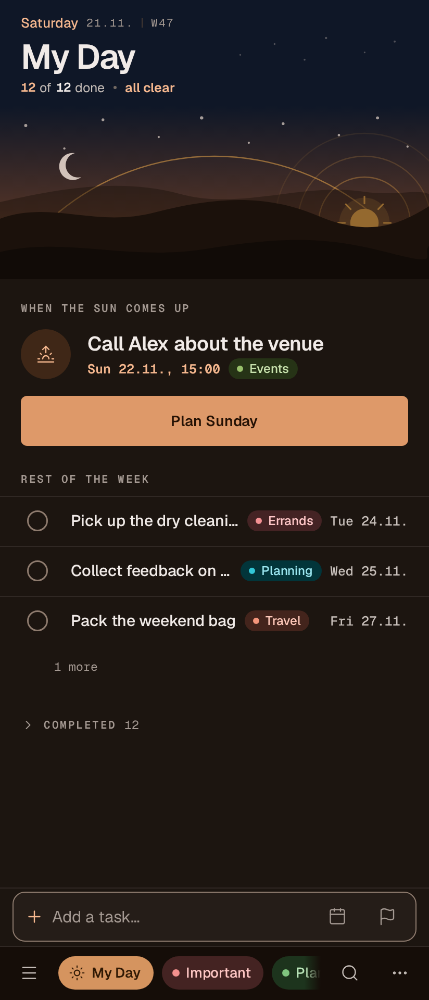 Saturday 21.11. | W47
My Day
12 of 12 done • all clear
WHEN THE SUN COMES UP
Call Alex about the venue
Sun 22.11., 15:00 Events
Plan Sunday
REST OF THE WEEK
Pick up the dry cleani… Errands Tue 24.11.
Collect feedback on … Planning Wed 25.11.
Pack the weekend bag Travel Fri 27.11.
1 more
COMPLETED 12
Add a task…
My Day Important Pla